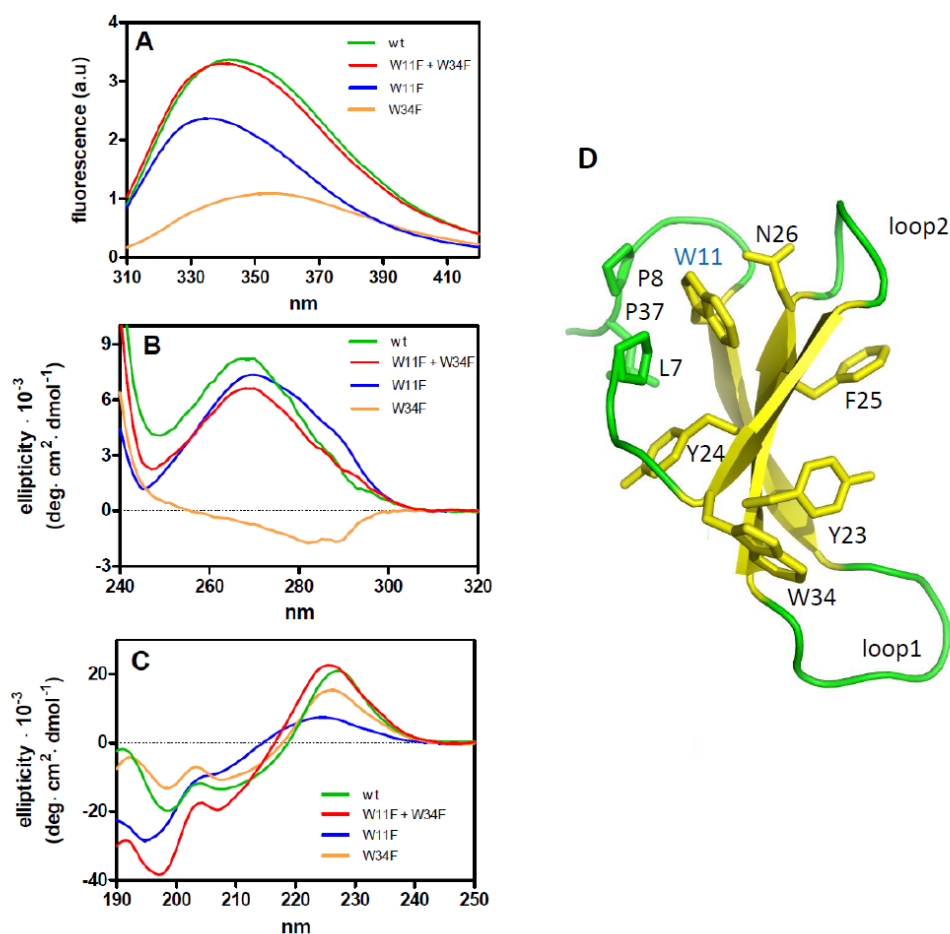 A
fluorescence (a.u)
4
3
2
1
0
wt
W11F + W34F
W11F
W34F
310 330 350 370 390 410
nm
B
ellipticity · 10⁻³
(deg· cm²· dmol⁻¹)
9
6
3
0
-3
wt
W11F + W34F
W11F
W34F
240 260 280 300 320
nm
C
ellipticity · 10⁻³
(deg· cm²· dmol⁻¹)
20
0
-20
-40
wt
W11F + W34F
W11F
W34F
190 200 210 220 230 240 250
nm
D
loop2
N26
W11
P8
P37
L7
F25
Y24
Y23
W34
loop1